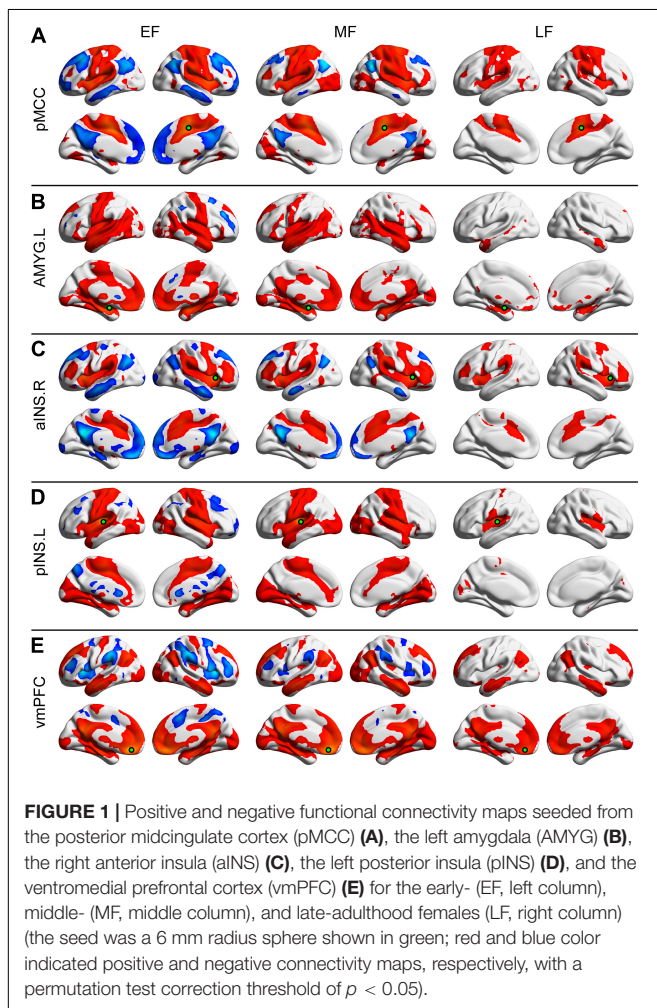 EF MF LF
A
pMCC
B
AMYG.L
C
aINS.R
D
pINS.L
E
vmPFC
FIGURE 1 | Positive and negative functional connectivity maps seeded from
the posterior midcingulate cortex (pMCC) (A), the left amygdala (AMYG) (B),
the right anterior insula (aINS) (C), the left posterior insula (pINS) (D), and the
ventromedial prefrontal cortex (vmPFC) (E) for the early- (EF, left column),
middle- (MF, middle column), and late-adulthood females (LF, right column)
(the seed was a 6 mm radius sphere shown in green; red and blue color
indicated positive and negative connectivity maps, respectively, with a
permutation test correction threshold of p < 0.05).